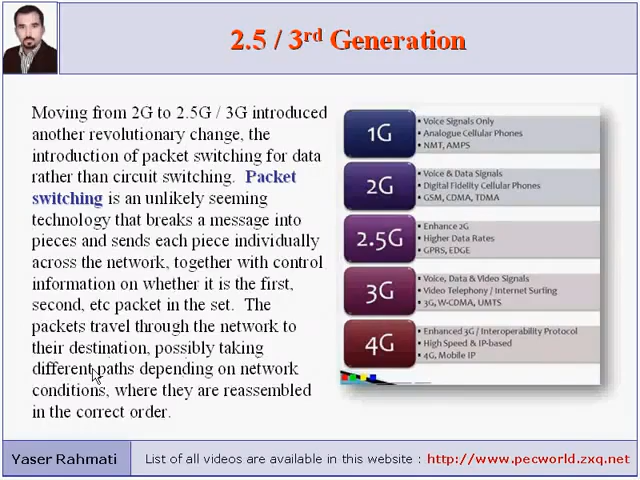 2.5 / 3rd Generation
Moving from 2G to 2.5G / 3G introduced
another revolutionary change, the
introduction of packet switching for data
rather than circuit switching. Packet
switching is an unlikely seeming
technology that breaks a message into
pieces and sends each piece individually
across the network, together with control
information on whether it is the first,
second, etc packet in the set. The
packets travel through the network to
their destination, possibly taking
different paths depending on network
conditions, where they are reassembled
in the correct order.
1G
• Voice Signals Only
• Analogue Cellular Phones
• NMT, AMPS
2G
• Voice & Data Signals
• Digital Fidelity Cellular Phones
• GSM, CDMA, TDMA
2.5G
• Enhance 2G
• Higher Data Rates
• GPRS, EDGE
3G
• Voice, Data & Video Signals
• Video Telephony / Internet Surfing
• 3G, W-CDMA, UMTS
4G
• Enhanced 3G / Interoperability Protocol
• High Speed & IP-based
• 4G, Mobile IP
Yaser Rahmati
List of all videos are available in this website : http://www.pecworld.zxq.net